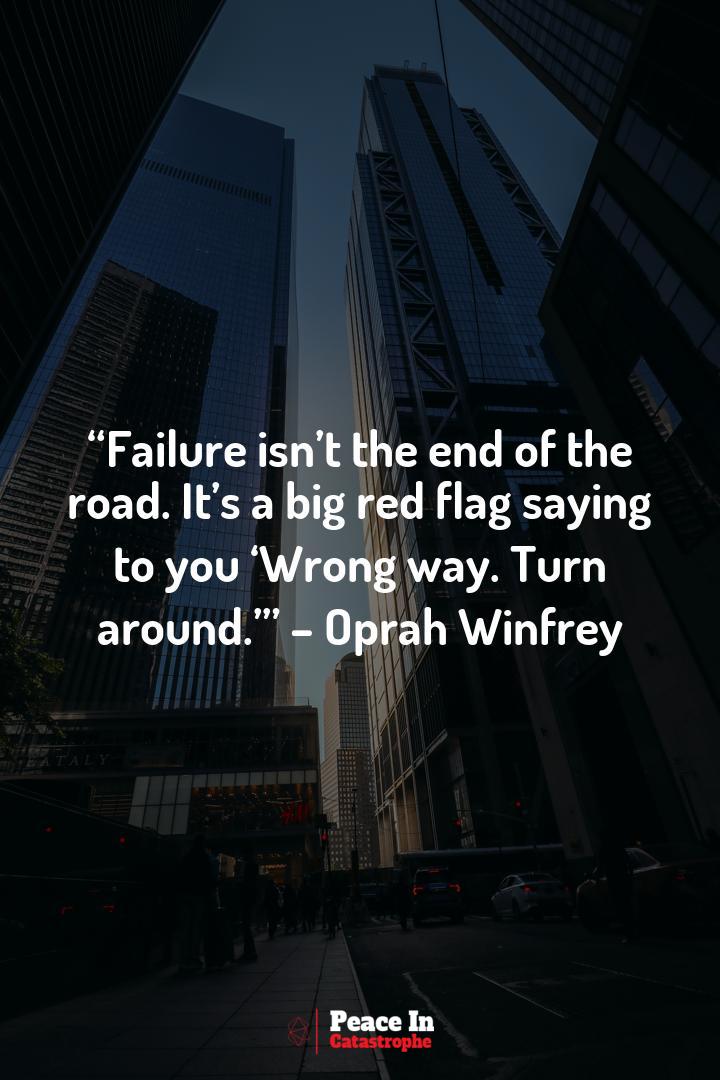 “Failure isn’t the end of the
road. It’s a big red flag saying
to you ‘Wrong way. Turn
around.’” – Oprah Winfrey
EATALY
H&M
Peace In
Catastrophe